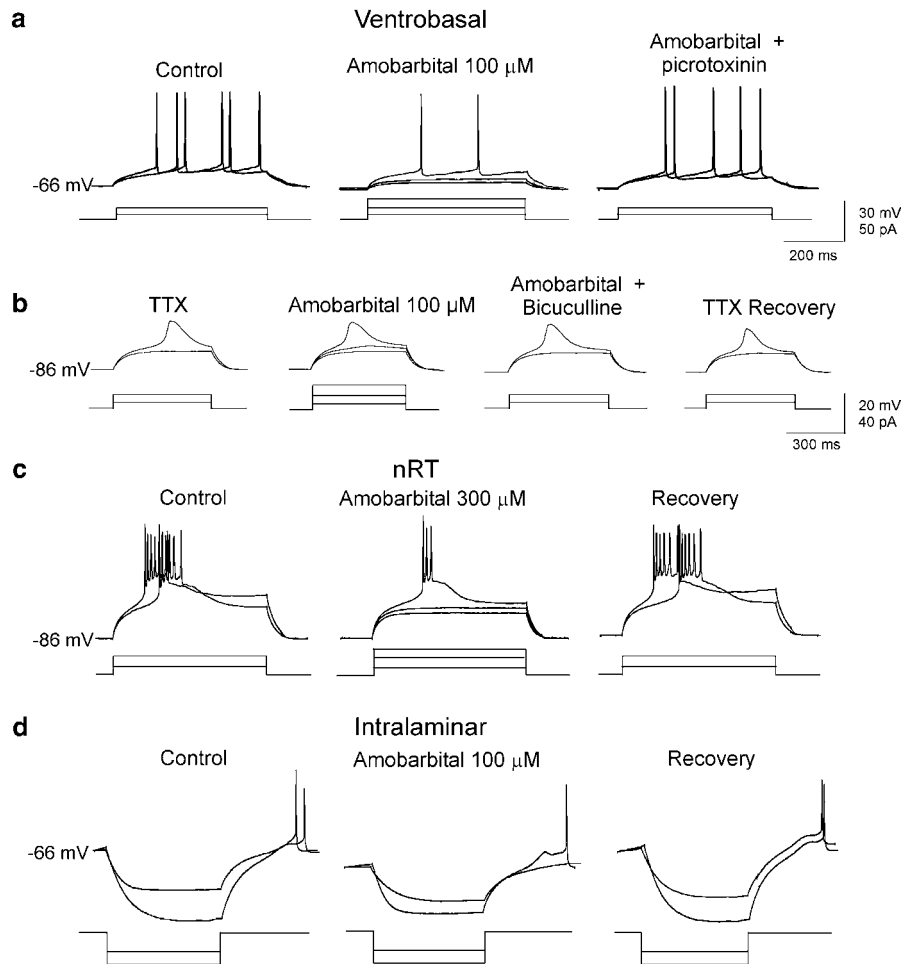 a
Ventrobasal
Control
Amobarbital 100 μM
Amobarbital +
picrotoxinin
-66 mV
30 mV
50 pA
200 ms
b
TTX
Amobarbital 100 μM
Amobarbital +
Bicuculline
TTX Recovery
-86 mV
20 mV
40 pA
300 ms
c
nRT
Control
Amobarbital 300 μM
Recovery
-86 mV
d
Intralaminar
Control
Amobarbital 100 μM
Recovery
-66 mV